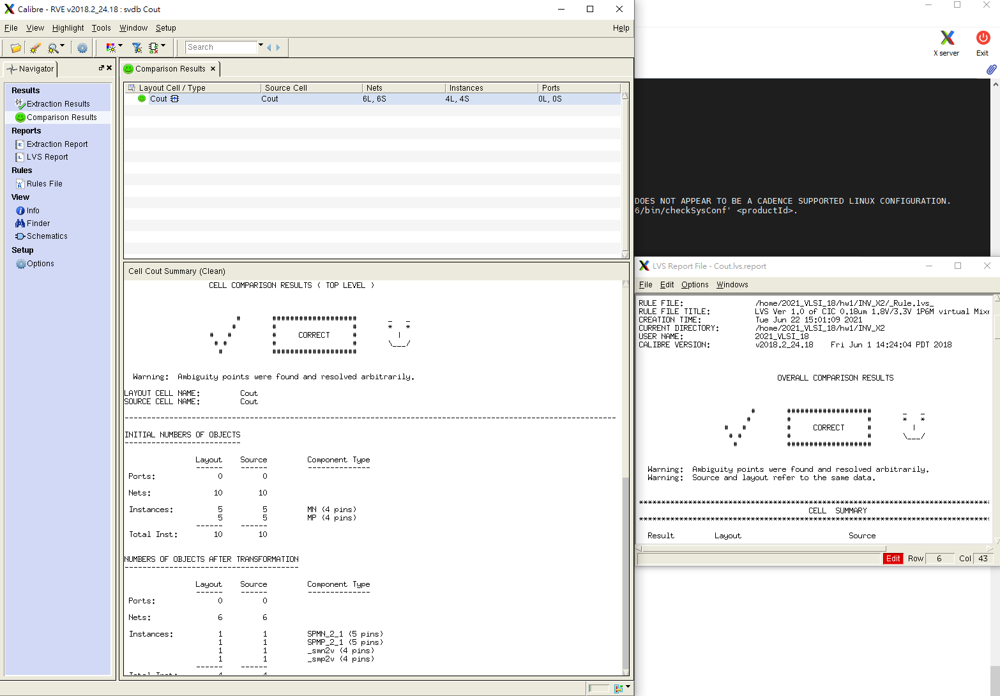 Calibre - RVE v2018.2_24.18 : svdb Cout
File View Highlight Tools Window Setup Help
Search
Navigator
Results
Extraction Results
Comparison Results
Reports
Extraction Report
LVS Report
Rules
Rules File
View
Info
Finder
Schematics
Setup
Options
Comparison Results
Layout Cell / Type Source Cell Nets Instances Ports
Cout Cout 6L, 6S 4L, 4S 0L, 0S
Cell Cout Summary (Clean)
CELL COMPARISON RESULTS ( TOP LEVEL )
# ################### _ _
# # # * *
# # # CORRECT # |
# # # # \___/
# ###################
Warning: Ambiguity points were found and resolved arbitrarily.
LAYOUT CELL NAME: Cout
SOURCE CELL NAME: Cout
--------------------------------------------------------------------------------------------------------------
INITIAL NUMBERS OF OBJECTS
--------------------------
Layout Source Component Type
------ ------ --------------
Ports: 0 0
Nets: 10 10
Instances: 5 5 MN (4 pins)
5 5 MP (4 pins)
------ ------
Total Inst: 10 10
NUMBERS OF OBJECTS AFTER TRANSFORMATION
---------------------------------------
Layout Source Component Type
------ ------ --------------
Ports: 0 0
Nets: 6 6
Instances: 1 1 SPMN_2_1 (5 pins)
1 1 SPMP_2_1 (5 pins)
1 1 _smn2v (4 pins)
1 1 _smp2v (4 pins)
------ ------
Total Inst: 4 4
X server
Exit
DOES NOT APPEAR TO BE A CADENCE SUPPORTED LINUX CONFIGURATION.
6/bin/checkSysConf' <productId>.
LVS Report File - Cout.lvs.report
File Edit Options Windows
RULE FILE: /home/2021_VLSI_18/hw1/INV_X2/_Rule.lvs_
RULE FILE TITLE: LVS Ver 1.0 of CIC 0.18um 1.8V/3.3V 1P6M virtual Mixe
CREATION TIME: Tue Jun 22 15:01:09 2021
CURRENT DIRECTORY: /home/2021_VLSI_18/hw1/INV_X2
USER NAME: 2021_VLSI_18
CALIBRE VERSION: v2018.2_24.18 Fri Jun 1 14:24:04 PDT 2018
OVERALL COMPARISON RESULTS
# ################### _ _
# # # * *
# # # CORRECT # |
# # # # \___/
# ###################
Warning: Ambiguity points were found and resolved arbitrarily.
Warning: Source and layout refer to the same data.
*******************************************************************************
CELL SUMMARY
*******************************************************************************
Result Layout Source
Edit Row 6 Col 43